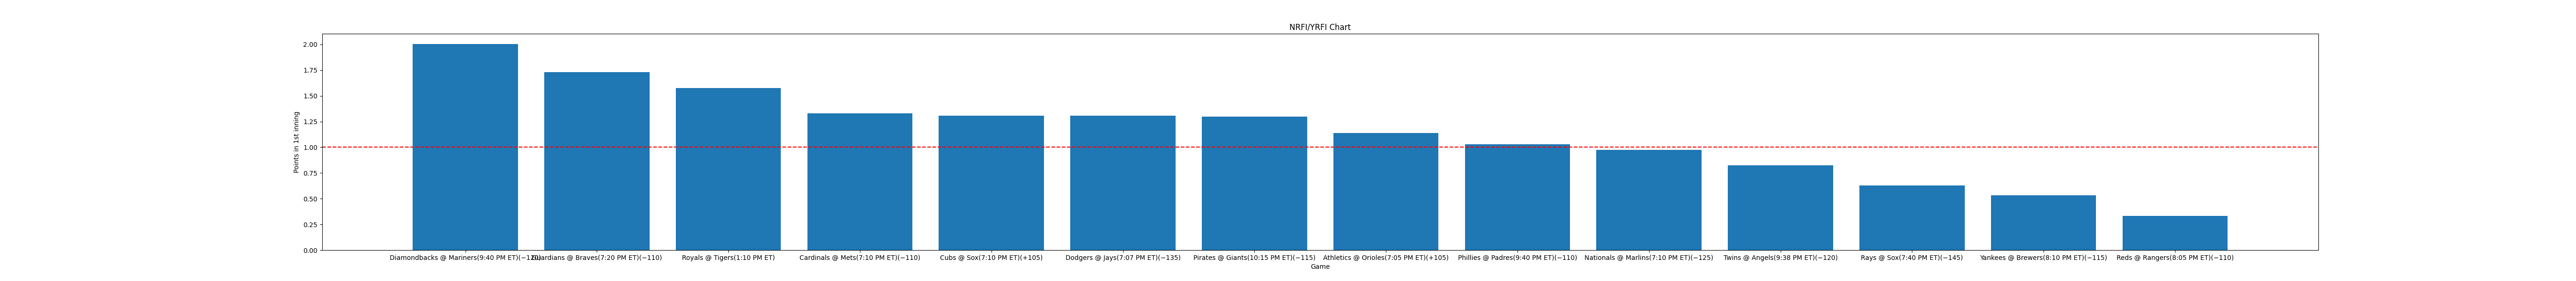 NRFI/YRFI Chart
Points in 1st inning
2.00
1.75
1.50
1.25
1.00
0.75
0.50
0.25
0.00
Diamondbacks @ Mariners(9:40 PM ET)
Guardians @ Braves(7:20 PM ET)(−110)
Royals @ Tigers(1:10 PM ET)
Cardinals @ Mets(7:10 PM ET)(−110)
Cubs @ Sox(7:10 PM ET)(+105)
Dodgers @ Jays(7:07 PM ET)(−135)
Pirates @ Giants(10:15 PM ET)(−115)
Athletics @ Orioles(7:05 PM ET)(+105)
Phillies @ Padres(9:40 PM ET)(−110)
Nationals @ Marlins(7:10 PM ET)(−125)
Twins @ Angels(9:38 PM ET)(−120)
Rays @ Sox(7:40 PM ET)(−145)
Yankees @ Brewers(8:10 PM ET)(−115)
Reds @ Rangers(8:05 PM ET)(−110)
Game